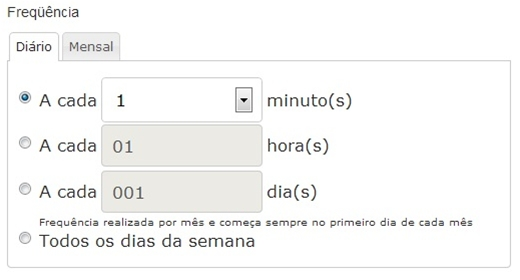 Freqüência
Diário Mensal
A cada 1 minuto(s)
A cada 01 hora(s)
A cada 001 dia(s)
Frequência realizada por mês e começa sempre no primeiro dia de cada mês
Todos os dias da semana